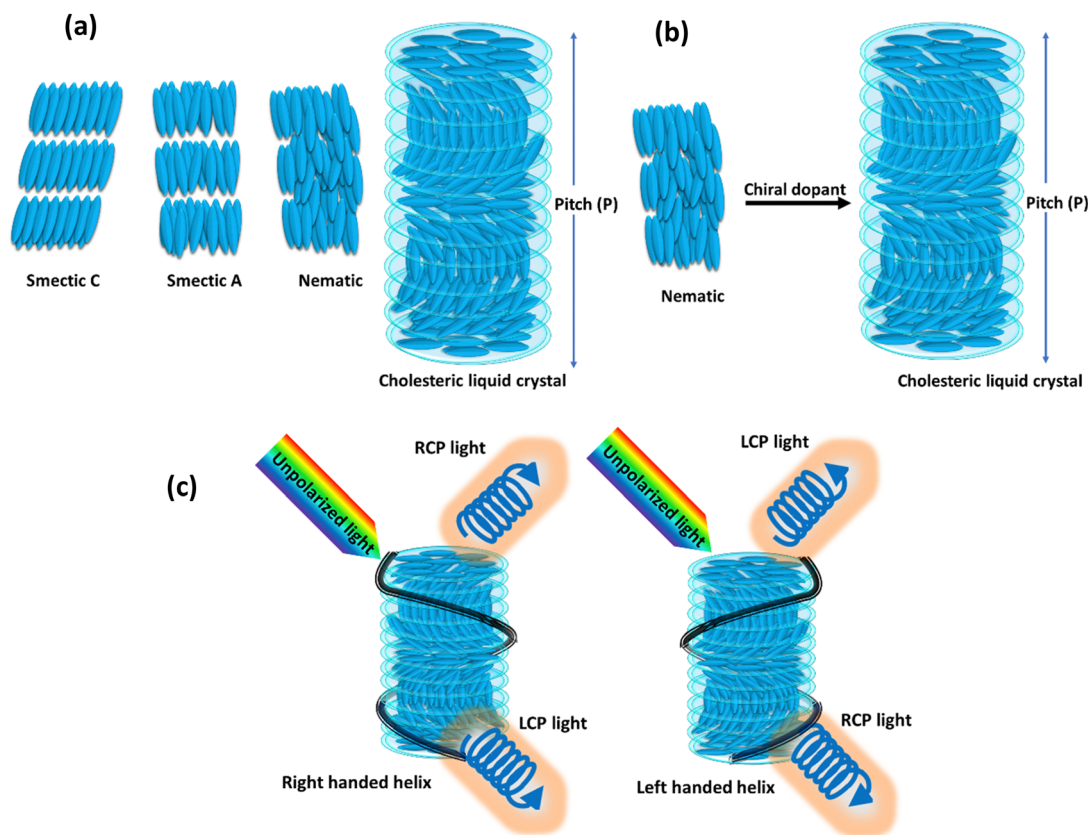 (a)
Smectic C
Smectic A
Nematic
Pitch (P)
Cholesteric liquid crystal
(b)
Nematic
Chiral dopant
Pitch (P)
Cholesteric liquid crystal
(c)
Unpolarized light
RCP light
LCP light
Right handed helix
Unpolarized light
LCP light
RCP light
Left handed helix